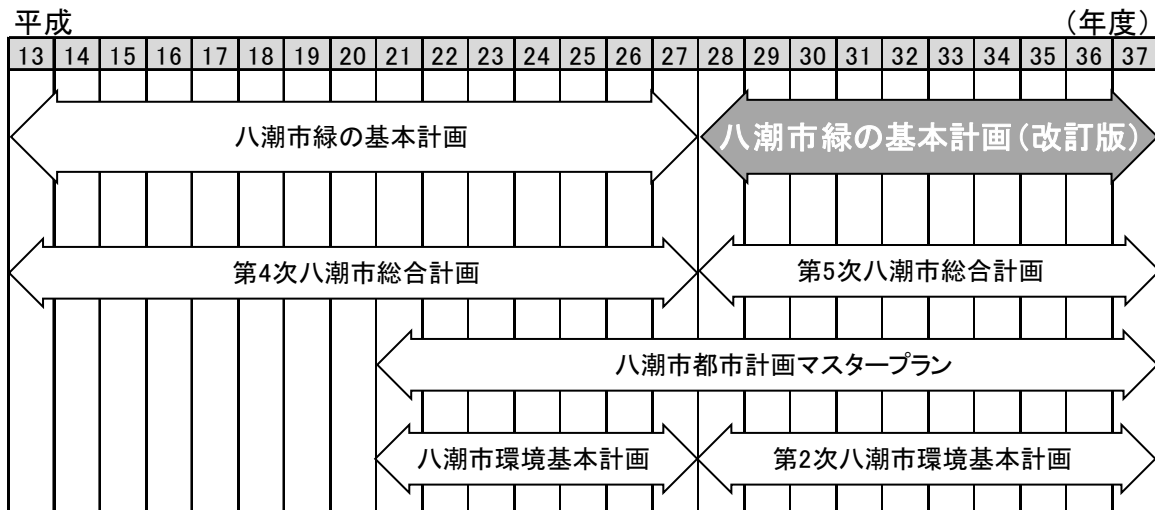 平成 (年度)
13 14 15 16 17 18 19 20 21 22 23 24 25 26 27 28 29 30 31 32 33 34 35 36 37
八潮市緑の基本計画 八潮市緑の基本計画(改訂版)
第4次八潮市総合計画 第5次八潮市総合計画
八潮市都市計画マスタープラン
八潮市環境基本計画 第2次八潮市環境基本計画